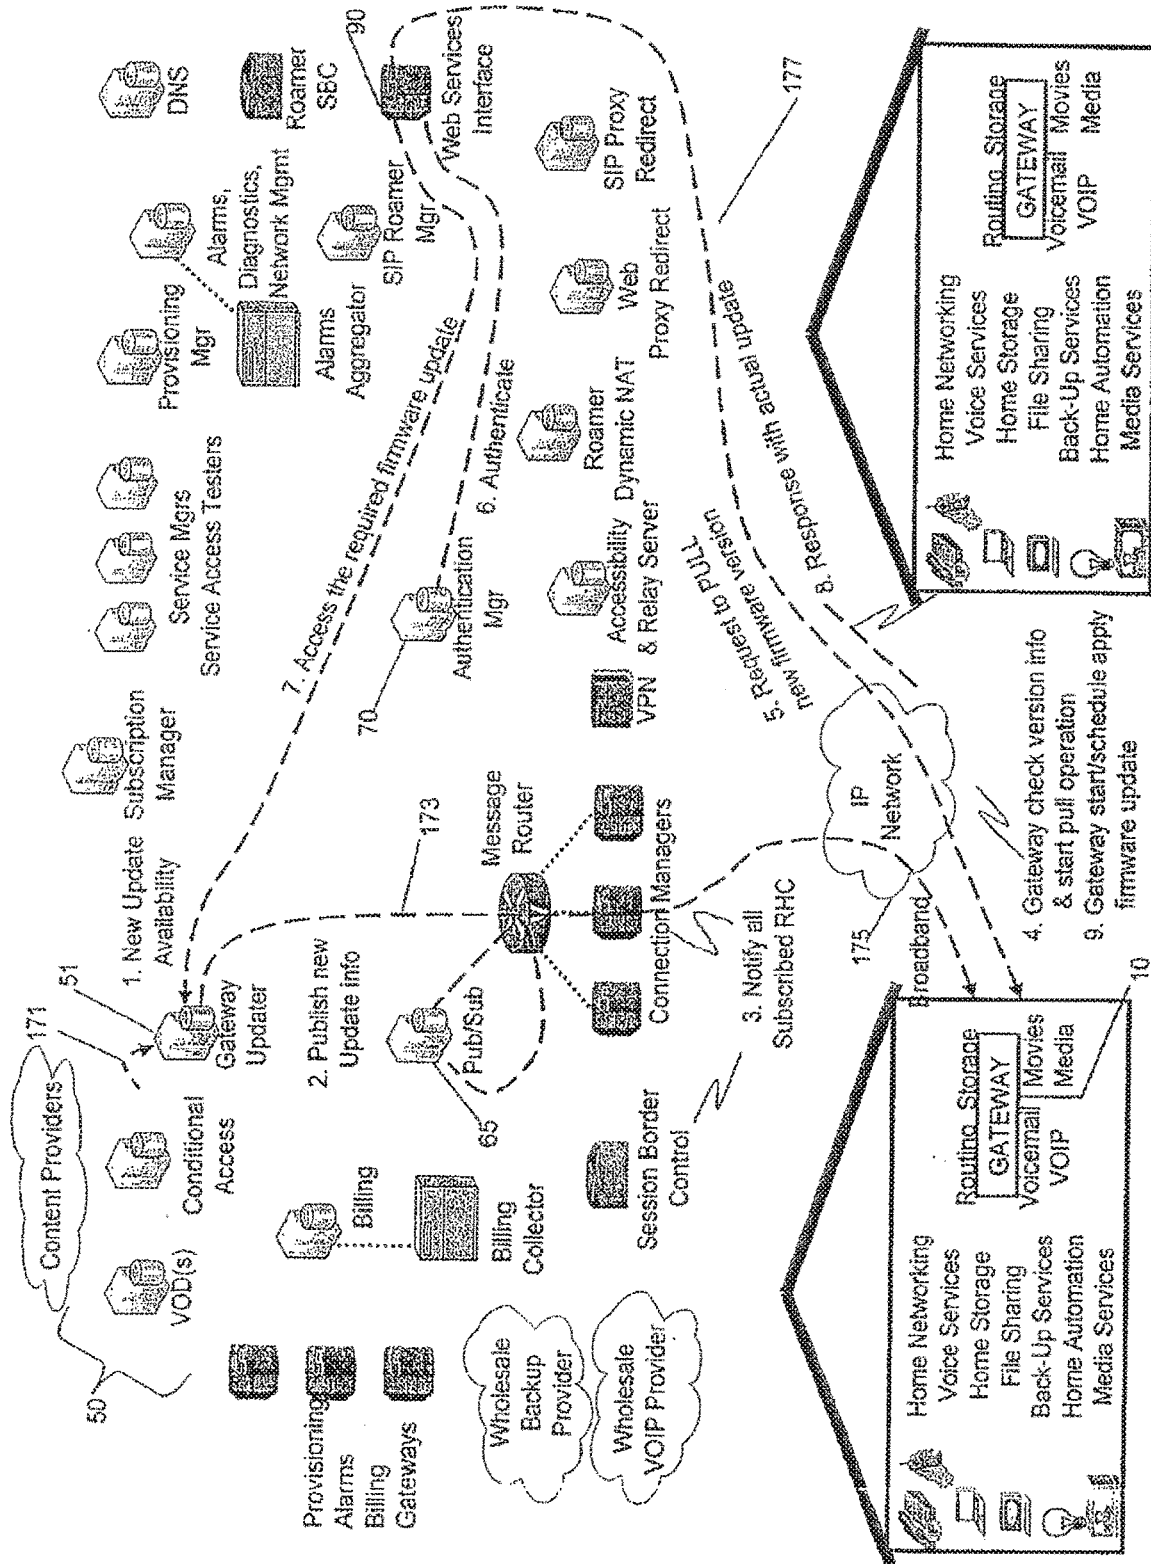 Content Providers
50
171
51
VOD(s)
Conditional
Access
Gateway
Updater
1. New Update
Availability
Subscription
Manager
Service Mgrs
Service Access Testers
Provisioning
Mgr
Alarms,
Diagnostics,
Network Mgmt
DNS
Roamer
SBC
Alarms
Aggregator
SIP Roamer
Mgr
90
Web Services
Interface
Provisioning
Alarms
Billing
Gateways
Billing
Billing
Collector
2. Publish new
Update info
Pub/Sub
65
173
Message
Router
7. Access the required firmware update
70
Authentication
Mgr
6. Authenticate
Wholesale
Backup
Provider
Wholesale
VOIP Provider
Session Border
Control
Connection Managers
3. Notify all
Subscribed RHC
VPN
Accessibility
& Relay Server
Roamer
Dynamic NAT
Web
Proxy Redirect
SIP Proxy
Redirect
5. Request to PULL
new firmware version
8. Response with actual update
177
IP
Network
175
Broadband
4. Gateway check version info
& start pull operation
9. Gateway start/schedule apply
firmware update
10
Home Networking
Voice Services
Home Storage
File Sharing
Back-Up Services
Home Automation
Media Services
Routing Storage
GATEWAY
Voicemail Movies
VOIP Media
Home Networking
Voice Services
Home Storage
File Sharing
Back-Up Services
Home Automation
Media Services
Routing Storage
GATEWAY
Voicemail Movies
VOIP Media